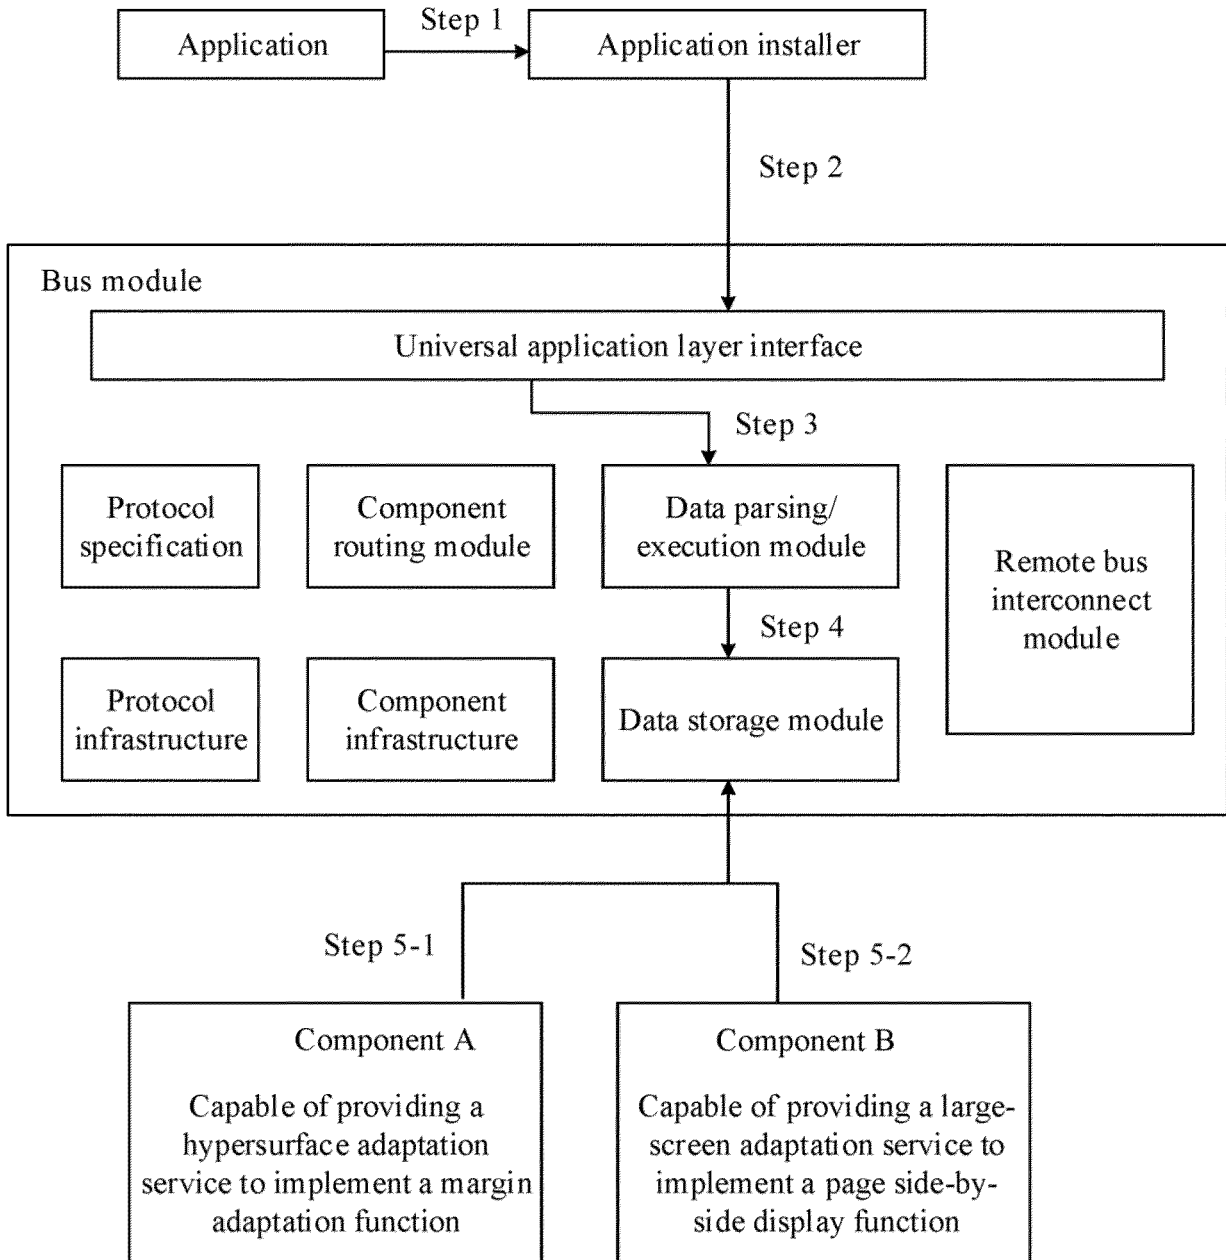 Step 1
Application
Application installer
Step 2
Bus module
Universal application layer interface
Step 3
Protocol
specification
Component
routing module
Data parsing/
execution module
Remote bus
interconnect
module
Step 4
Protocol
infrastructure
Component
infrastructure
Data storage module
Step 5-1
Step 5-2
Component A
Capable of providing a
hypersurface adaptation
service to implement a margin
adaptation function
Component B
Capable of providing a large-
screen adaptation service to
implement a page side-by-
side display function